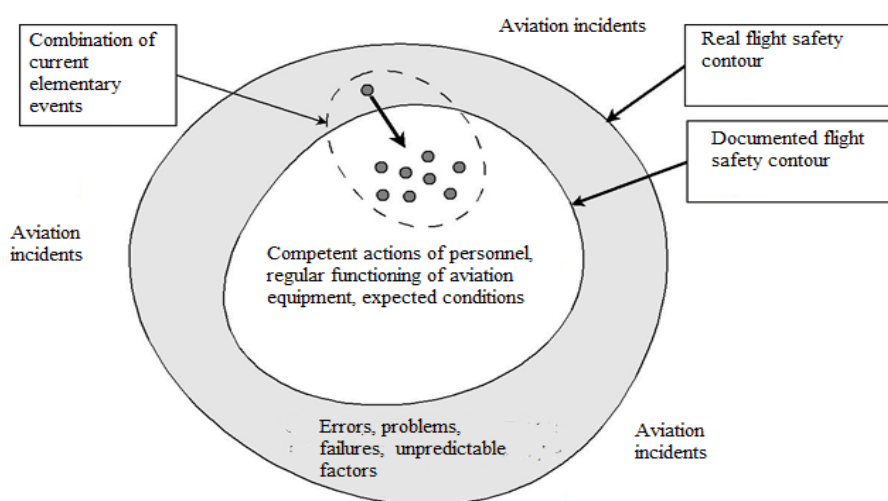 Aviation incidents
Combination of
current
elementary
events
Real flight safety
contour
Documented flight
safety contour
Aviation
incidents
Competent actions of personnel,
regular functioning of aviation
equipment, expected conditions
Errors, problems,
failures, unpredictable
factors
Aviation
incidents